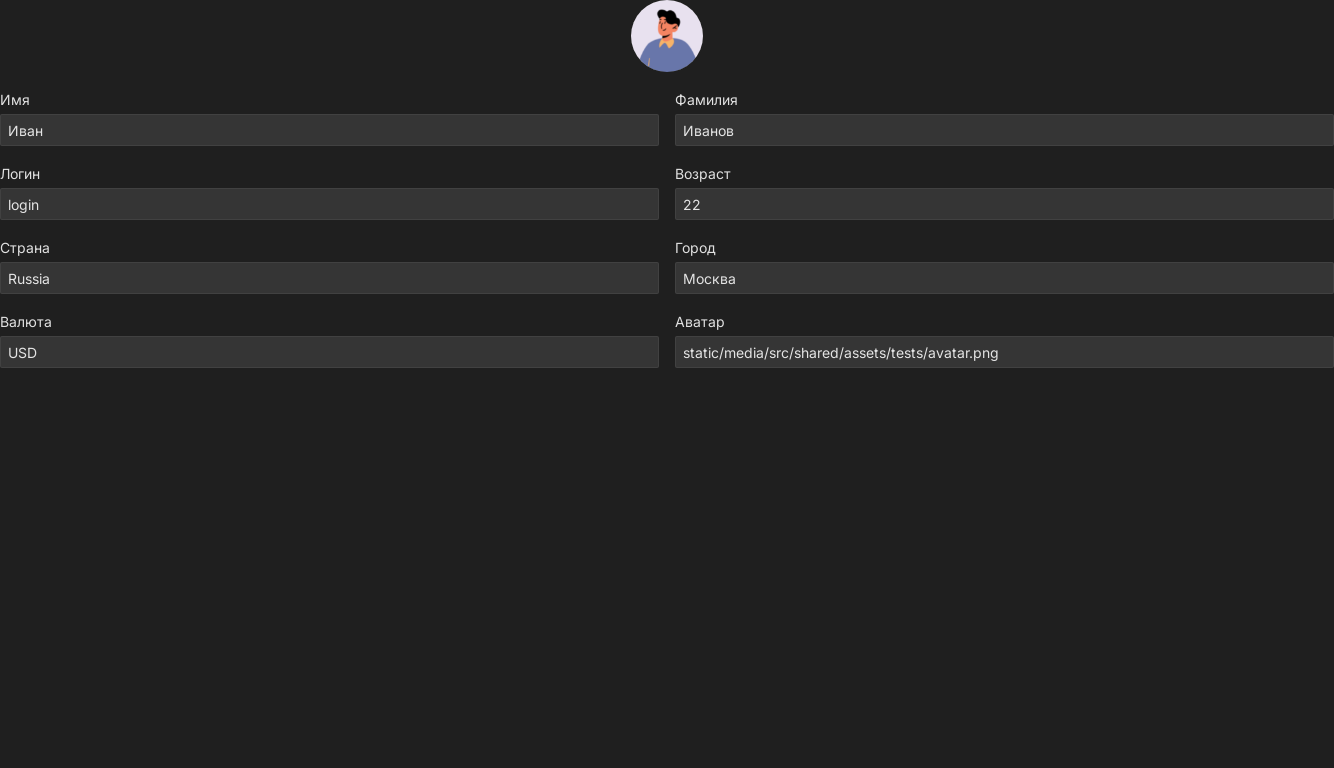 Имя
Фамилия
Иван
Иванов
Логин
Возраст
login
22
Страна
Город
Russia
Москва
Валюта
Аватар
USD
static/media/src/shared/assets/tests/avatar.png